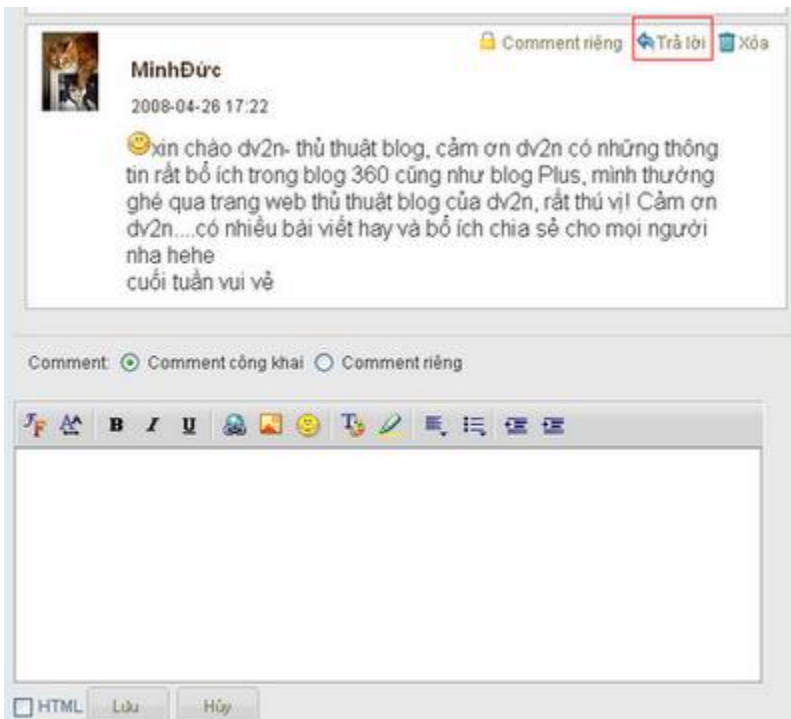 Comment riêng Trả lời Xóa
MinhĐức
2008-04-26 17:22
xin chào dv2n- thủ thuật blog, cảm ơn dv2n có những thông
tin rất bổ ích trong blog 360 cũng như blog Plus, mình thường
ghé qua trang web thủ thuật blog của dv2n, rất thú vị! Cảm ơn
dv2n....có nhiều bài viết hay và bổ ích chia sẻ cho mọi người
nha hehe
cuối tuần vui vẻ
Comment: Comment công khai Comment riêng
B I U
HTML Lưu Hủy